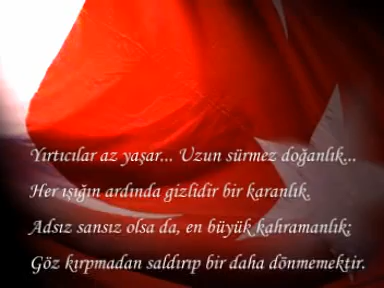 Yırtıcılar az yaşar... Uzun sürmez doğanlık...
Her ışığın ardında gizlidir bir karanlık.
Adsız sansız olsa da, en büyük kahramanlık;
Göz kırpmadan saldırıp bir daha dönmemektir.